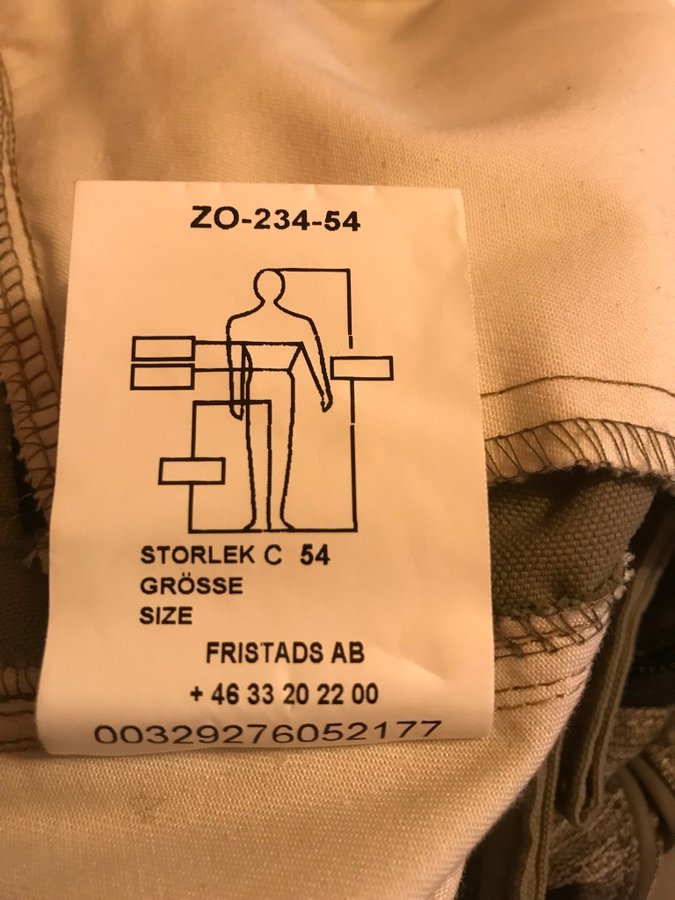 ZO-234-54
STORLEK C 54
GRÖSSE
SIZE
FRISTADS AB
+ 46 33 20 22 00
00329276052177